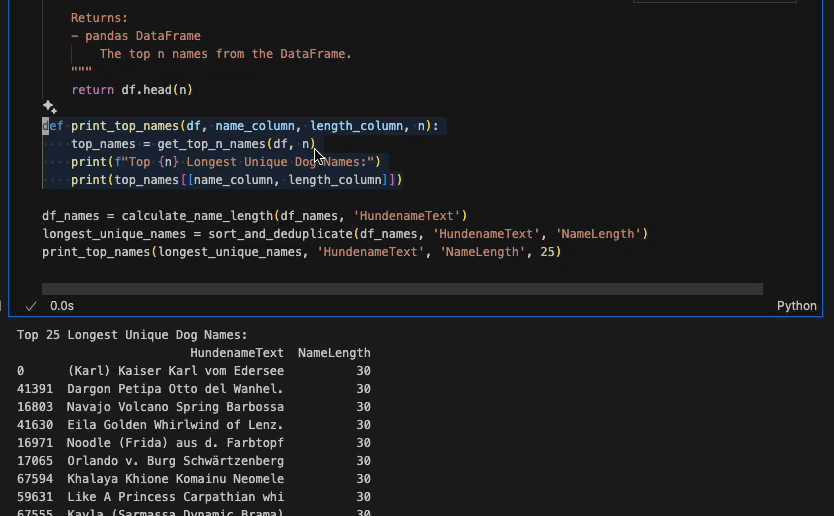 Returns:
- pandas DataFrame
The top n names from the DataFrame.
"""
return df.head(n)
def print_top_names(df, name_column, length_column, n):
top_names = get_top_n_names(df, n)
print(f"Top {n} Longest Unique Dog Names:")
print(top_names[[name_column, length_column]])
df_names = calculate_name_length(df_names, 'HundenameText')
longest_unique_names = sort_and_deduplicate(df_names, 'HundenameText', 'NameLength')
print_top_names(longest_unique_names, 'HundenameText', 'NameLength', 25)
0.0s
Python
Top 25 Longest Unique Dog Names:
HundenameText NameLength
0 (Karl) Kaiser Karl vom Edersee 30
41391 Dargon Petipa Otto del Wanhel. 30
16803 Navajo Volcano Spring Barbossa 30
41630 Eila Golden Whirlwind of Lenz. 30
16971 Noodle (Frida) aus d. Farbtopf 30
17065 Orlando v. Burg Schwärtzenberg 30
67594 Khalaya Khione Komainu Neomele 30
59631 Like A Princess Carpathian whi 30
67555 Kayla (Sarmassa Dynamic Brama) 30